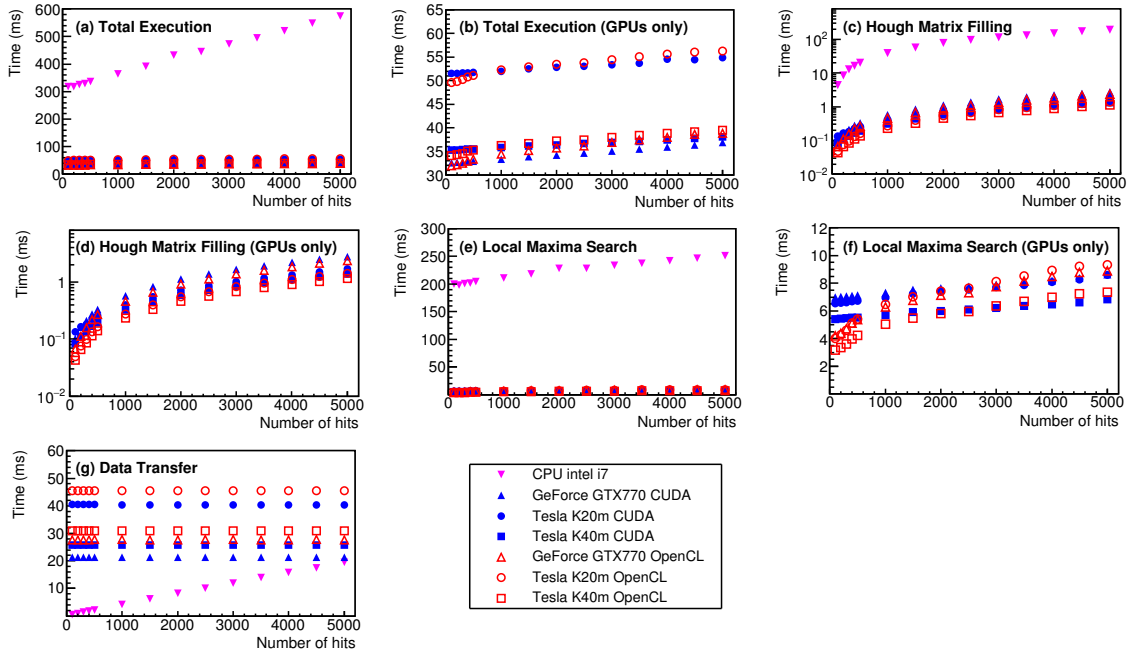 (a) Total Execution
Time (ms)
600
500
400
300
200
100
0
0 1000 2000 3000 4000 5000
Number of hits
(b) Total Execution (GPUs only)
Time (ms)
65
60
55
50
45
40
35
30
0 1000 2000 3000 4000 5000
Number of hits
(c) Hough Matrix Filling
Time (ms)
10²
10
1
10⁻¹
10⁻²
0 1000 2000 3000 4000 5000
Number of hits
(d) Hough Matrix Filling (GPUs only)
Time (ms)
1
10⁻¹
10⁻²
0 1000 2000 3000 4000 5000
Number of hits
(e) Local Maxima Search
Time (ms)
300
250
200
150
100
50
0 1000 2000 3000 4000 5000
Number of hits
(f) Local Maxima Search (GPUs only)
Time (ms)
12
10
8
6
4
2
0 1000 2000 3000 4000 5000
Number of hits
(g) Data Transfer
Time (ms)
60
50
40
30
20
10
0
0 1000 2000 3000 4000 5000
Number of hits
CPU intel i7
GeForce GTX770 CUDA
Tesla K20m CUDA
Tesla K40m CUDA
GeForce GTX770 OpenCL
Tesla K20m OpenCL
Tesla K40m OpenCL